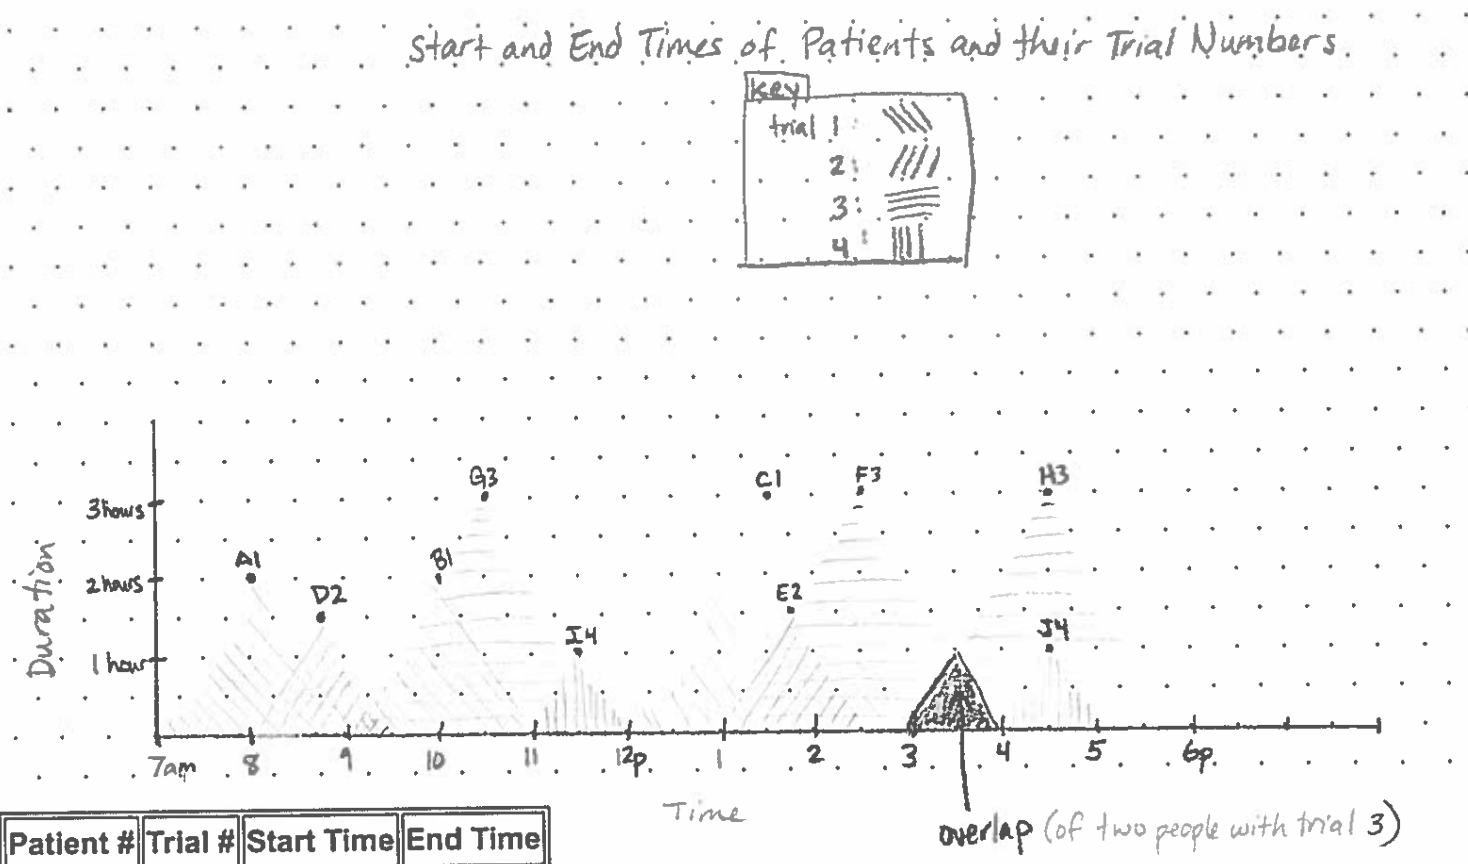 Start and End Times of Patients and their Trial Numbers.
key
trial 1:
2:
3:
4:
G3
C1
F3
H3
3 hours
A1
B1
2 hours
D2
E2
I4
J4
1 hour
Duration
7am 8 9 10 11 12p. 1 2 3 4 5 6p.
Time
overlap (of two people with trial 3)
Patient # Trial # Start Time End Time